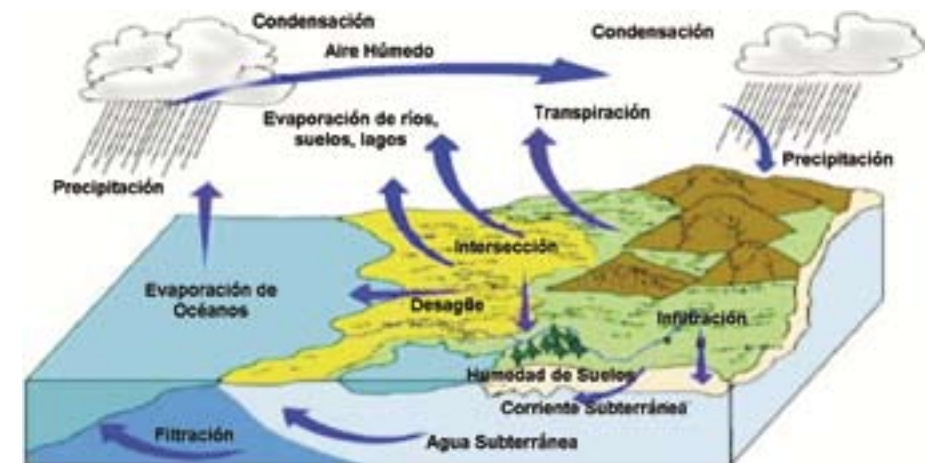 Condensación
Condensación
Aire Húmedo
Evaporación de ríos,
suelos, lagos
Transpiración
Precipitación
Precipitación
Intersección
Evaporación de
Océanos
Desagüe
Infiltración
Humedad de Suelos
Corriente Subterránea
Filtración
Agua Subterránea